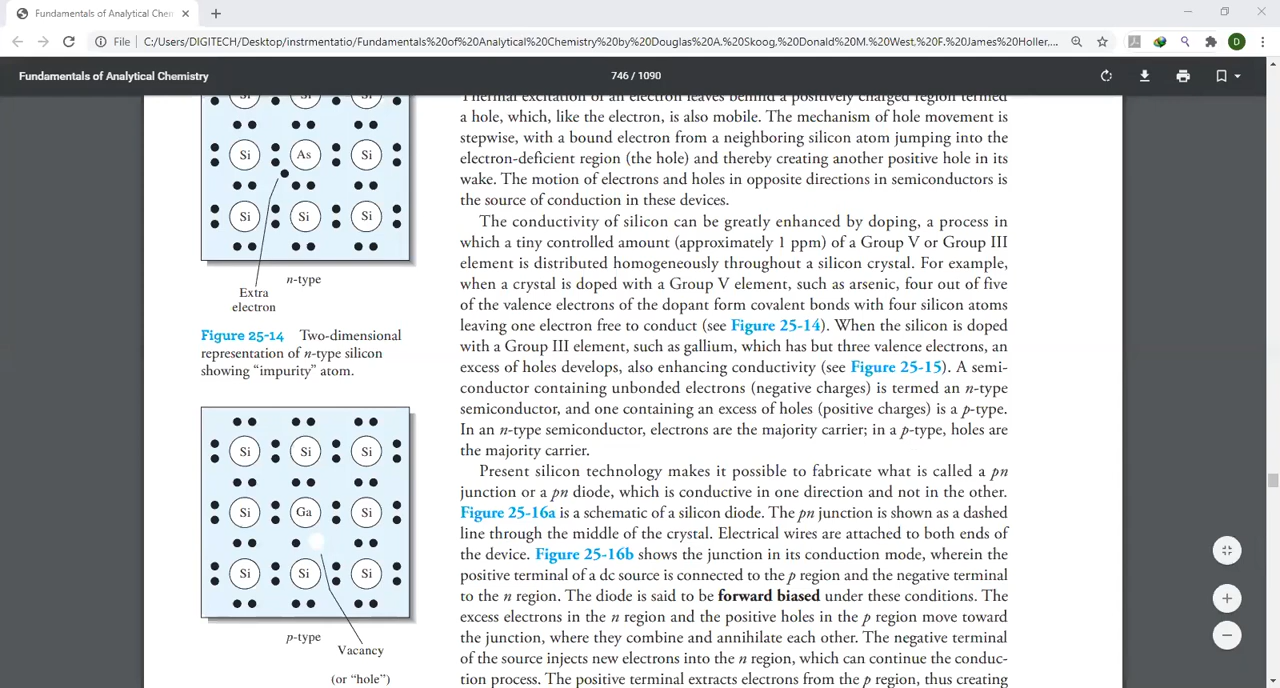 Fundamentals of Analytical Chem
File
C:/Users/DIGITECH/Desktop/instrmentatio/Fundamentals%20of%20Analytical%20Chemistry%20by%20Douglas%20A.%20Skoog,%20Donald%20M.%20West,%20F.%20James%20Holler....
D
Fundamentals of Analytical Chemistry
746 / 1090
Si Si Si
Si As Si
Si Si Si
n-type
Extra
electron
Figure 25-14 Two-dimensional
representation of n-type silicon
showing “impurity” atom.
Si Si Si
Si Ga Si
Si Si Si
p-type
Vacancy
(or “hole”)
Thermal excitation of an electron leaves behind a positively charged region termed
a hole, which, like the electron, is also mobile. The mechanism of hole movement is
stepwise, with a bound electron from a neighboring silicon atom jumping into the
electron-deficient region (the hole) and thereby creating another positive hole in its
wake. The motion of electrons and holes in opposite directions in semiconductors is
the source of conduction in these devices.
The conductivity of silicon can be greatly enhanced by doping, a process in
which a tiny controlled amount (approximately 1 ppm) of a Group V or Group III
element is distributed homogeneously throughout a silicon crystal. For example,
when a crystal is doped with a Group V element, such as arsenic, four out of five
of the valence electrons of the dopant form covalent bonds with four silicon atoms
leaving one electron free to conduct (see Figure 25-14). When the silicon is doped
with a Group III element, such as gallium, which has but three valence electrons, an
excess of holes develops, also enhancing conductivity (see Figure 25-15). A semi-
conductor containing unbonded electrons (negative charges) is termed an n-type
semiconductor, and one containing an excess of holes (positive charges) is a p-type.
In an n-type semiconductor, electrons are the majority carrier; in a p-type, holes are
the majority carrier.
Present silicon technology makes it possible to fabricate what is called a pn
junction or a pn diode, which is conductive in one direction and not in the other.
Figure 25-16a is a schematic of a silicon diode. The pn junction is shown as a dashed
line through the middle of the crystal. Electrical wires are attached to both ends of
the device. Figure 25-16b shows the junction in its conduction mode, wherein the
positive terminal of a dc source is connected to the p region and the negative terminal
to the n region. The diode is said to be forward biased under these conditions. The
excess electrons in the n region and the positive holes in the p region move toward
the junction, where they combine and annihilate each other. The negative terminal
of the source injects new electrons into the n region, which can continue the conduc-
tion process. The positive terminal extracts electrons from the p region, thus creating